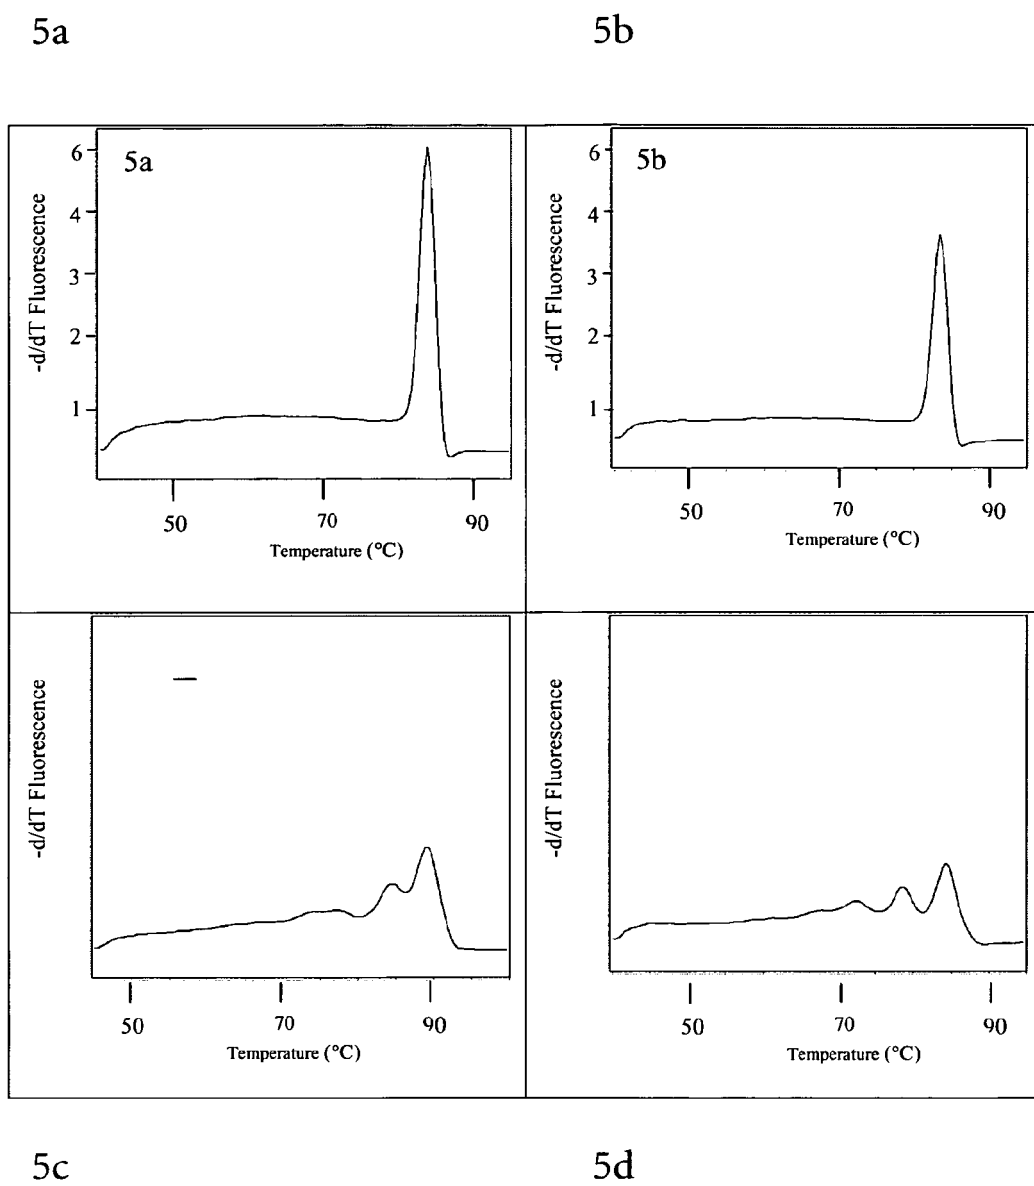 5a 5b
5a
6
4
3
2
1
-d/dT Fluorescence
50 70 90
Temperature (°C)
5b
6
4
3
2
1
-d/dT Fluorescence
50 70 90
Temperature (°C)
-d/dT Fluorescence
50 70 90
Temperature (°C)
-d/dT Fluorescence
50 70 90
Temperature (°C)
5c 5d